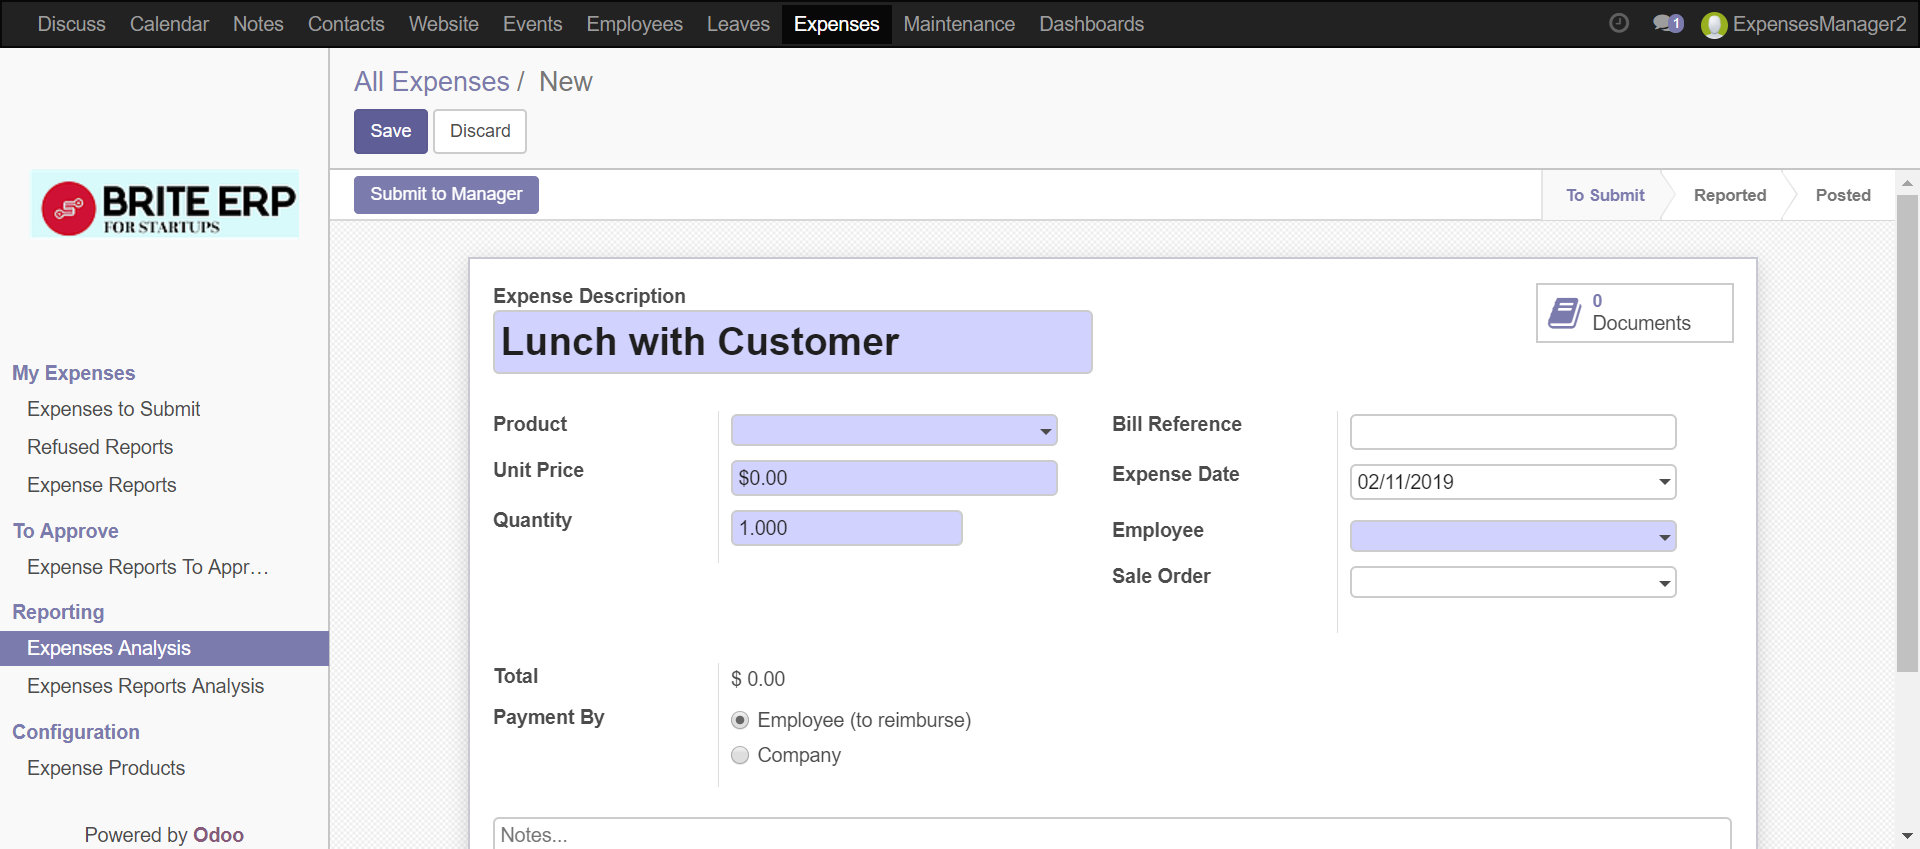 Discuss Calendar Notes Contacts Website Events Employees Leaves Expenses Maintenance Dashboards 1 ExpensesManager2
All Expenses / New
Save Discard
Submit to Manager To Submit Reported Posted
BRITE ERP
FOR STARTUPS
My Expenses
Expenses to Submit
Refused Reports
Expense Reports
To Approve
Expense Reports To Appr...
Reporting
Expenses Analysis
Expenses Reports Analysis
Configuration
Expense Products
Powered by Odoo
Expense Description
Lunch with Customer
0
Documents
Product
Unit Price $0.00
Quantity 1.000
Bill Reference
Expense Date 02/11/2019
Employee
Sale Order
Total $ 0.00
Payment By Employee (to reimburse)
Company
Notes...